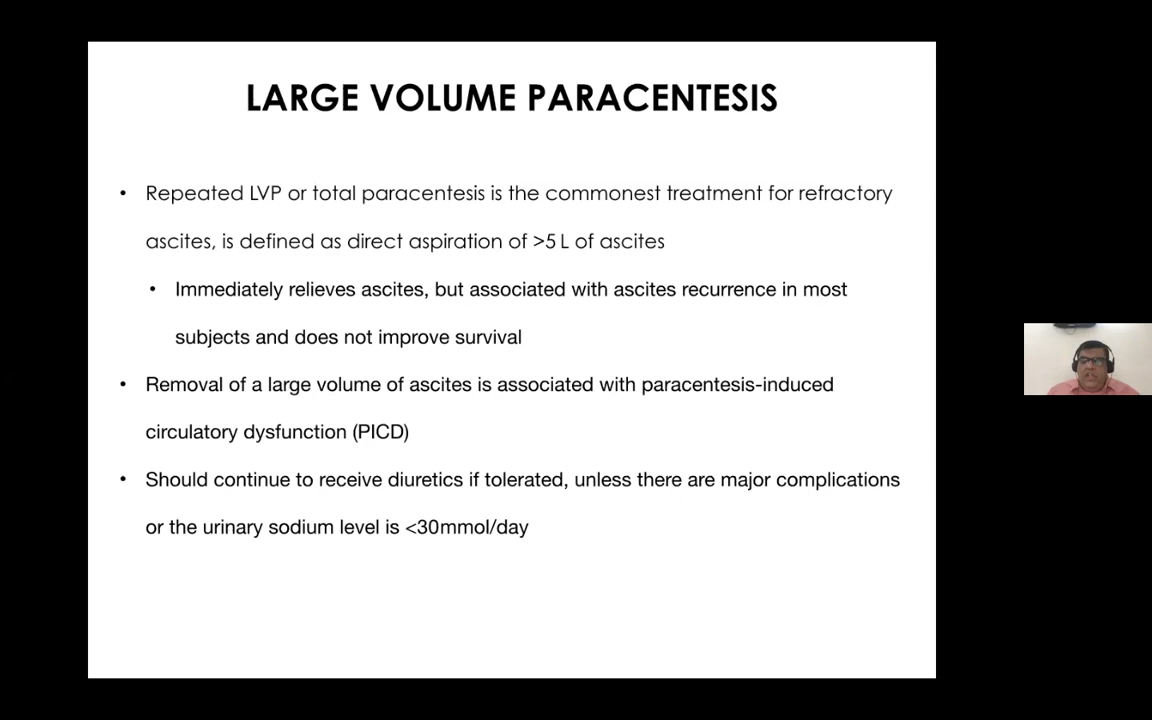 LARGE VOLUME PARACENTESIS
• Repeated LVP or total paracentesis is the commonest treatment for refractory
ascites, is defined as direct aspiration of >5 L of ascites
• Immediately relieves ascites, but associated with ascites recurrence in most
subjects and does not improve survival
• Removal of a large volume of ascites is associated with paracentesis-induced
circulatory dysfunction (PICD)
• Should continue to receive diuretics if tolerated, unless there are major complications
or the urinary sodium level is <30mmol/day